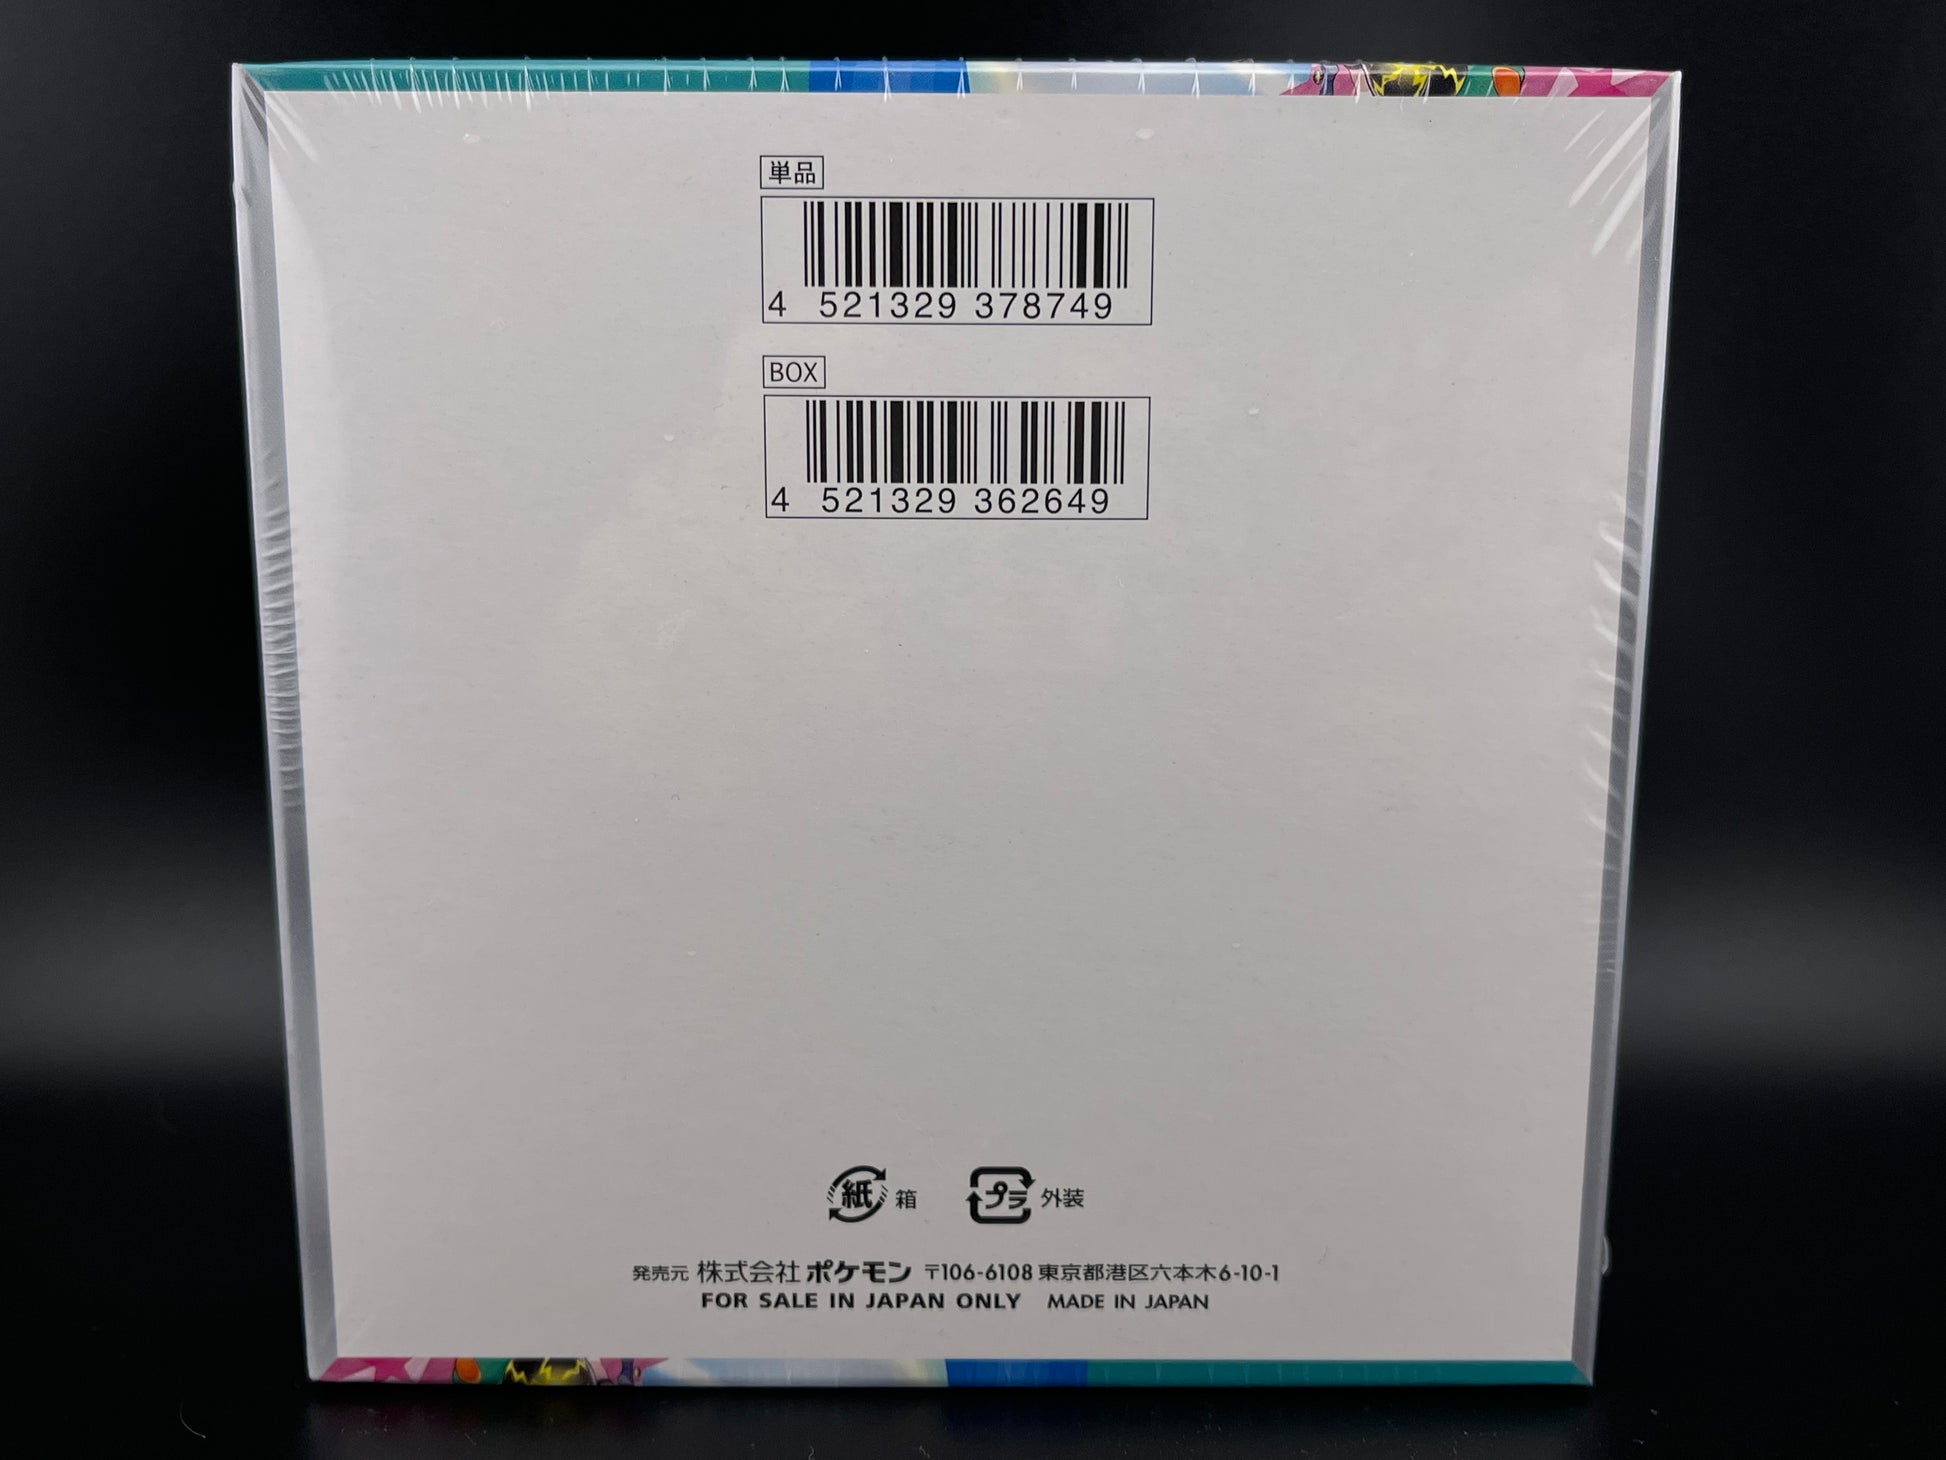 単品
4 521329 378749
BOX
4 521329 362649
紙 箱 プラ 外装
発売元 株式会社 ポケモン 〒106-6108 東京都港区六本木6-10-1
FOR SALE IN JAPAN ONLY MADE IN JAPAN